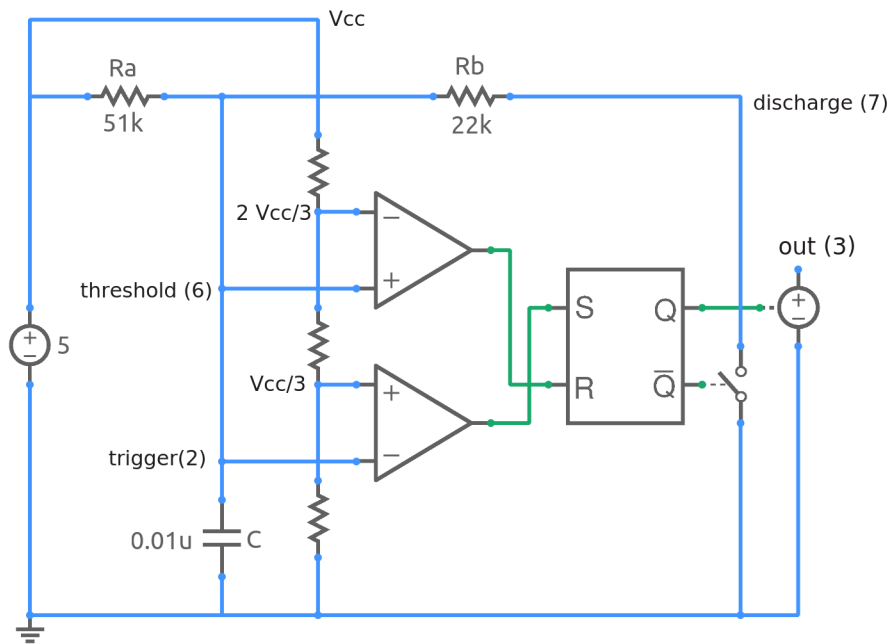 Vcc
Ra
51k
Rb
22k
discharge (7)
2 Vcc/3
−
+
threshold (6)
out (3)
+
−
S
Q
+
−
5
Vcc/3
+
−
R
Q̅
trigger(2)
0.01u
C